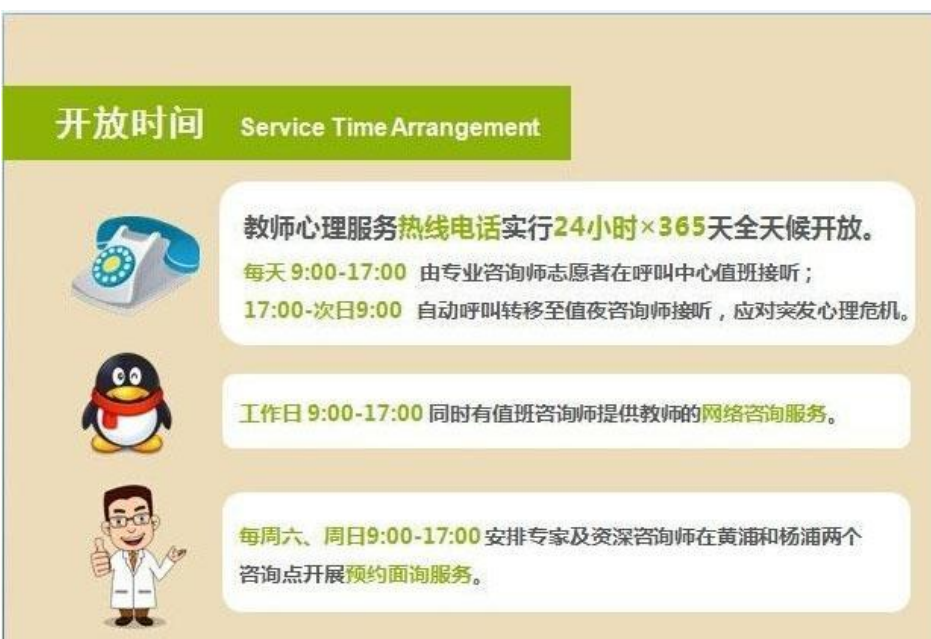 开放时间 Service Time Arrangement
教师心理服务热线电话实行24小时×365天全天候开放。
每天 9:00-17:00 由专业咨询师志愿者在呼叫中心值班接听；
17:00-次日9:00 自动呼叫转移至值夜咨询师接听，应对突发心理危机。
工作日 9:00-17:00 同时有值班咨询师提供教师的网络咨询服务。
每周六、周日9:00-17:00 安排专家及资深咨询师在黄浦和杨浦两个
咨询点开展预约面询服务。